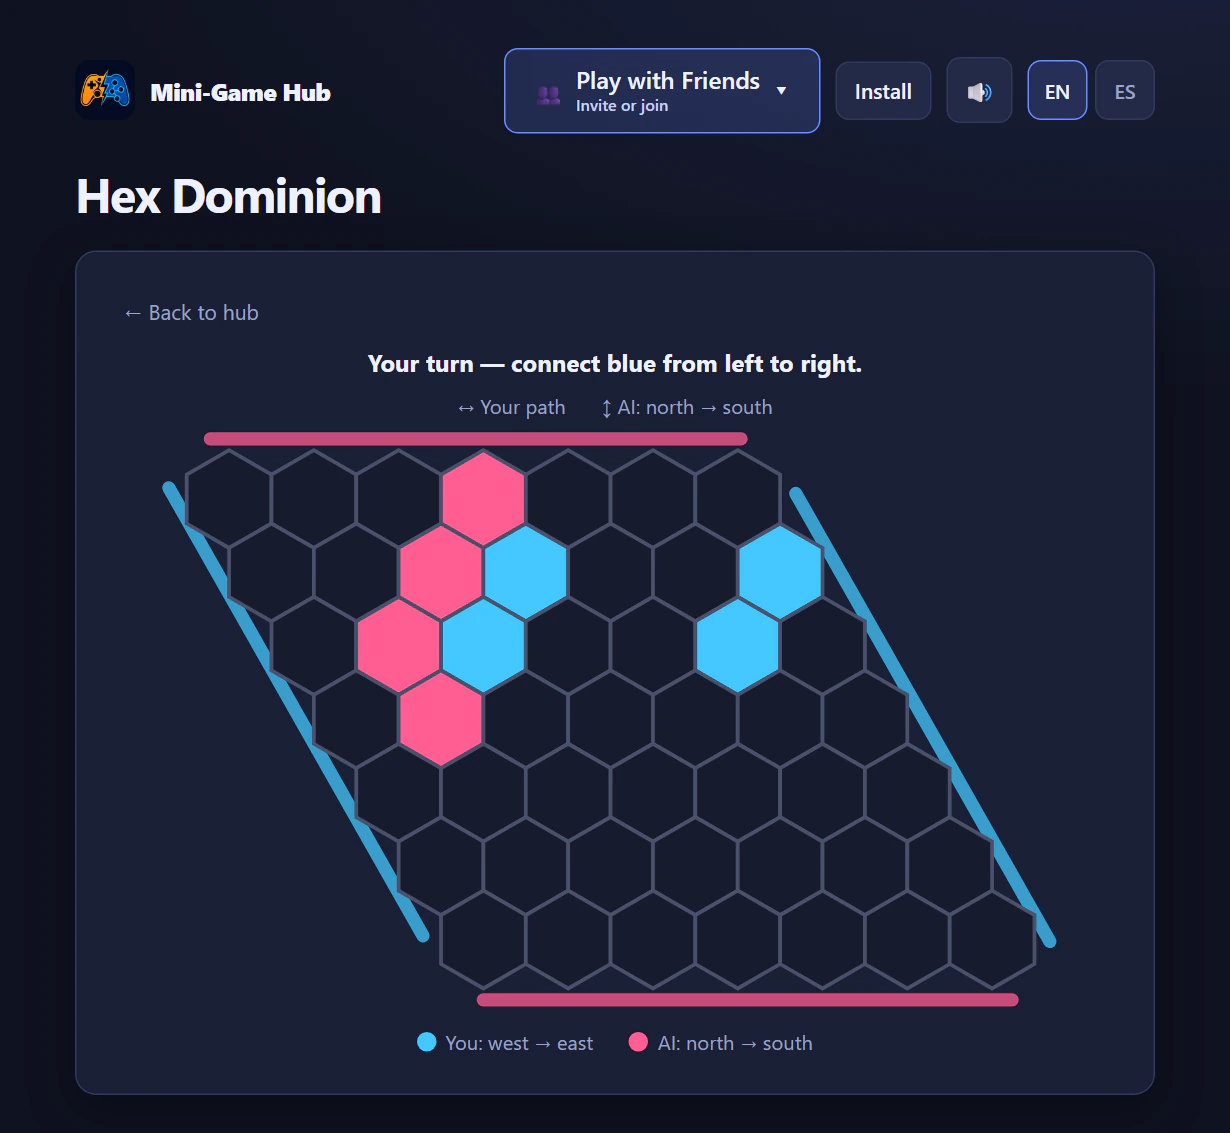 Mini-Game Hub
Play with Friends ▼
Invite or join
Install
EN
ES
Hex Dominion
← Back to hub
Your turn — connect blue from left to right.
↔ Your path ↕ AI: north → south
You: west → east AI: north → south